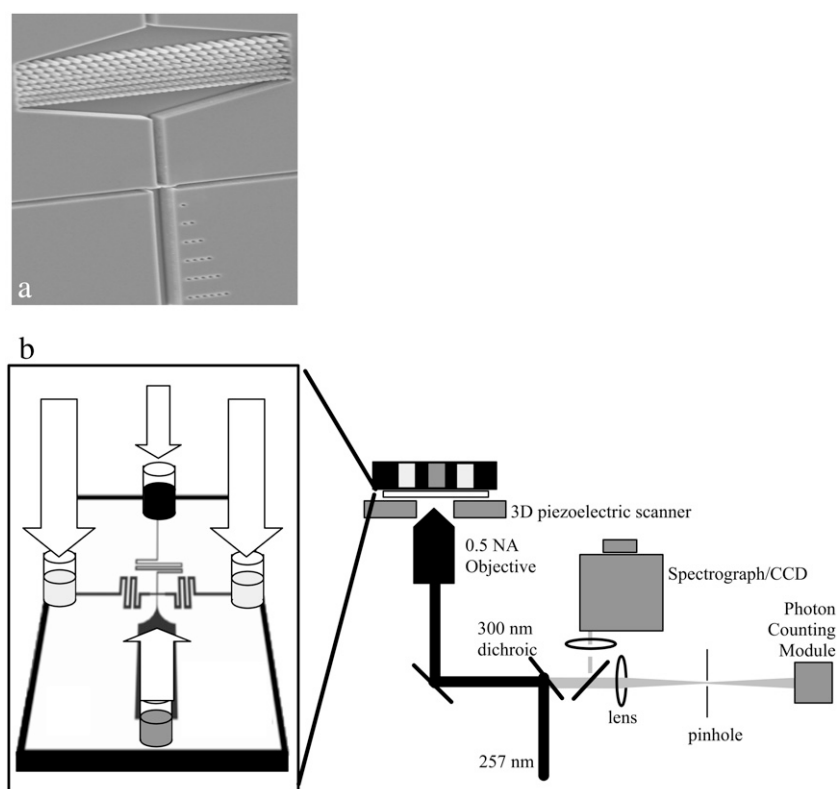 a
b
3D piezoelectric scanner
0.5 NA
Objective
Spectrograph/CCD
300 nm
dichroic
Photon
Counting
Module
lens
pinhole
257 nm